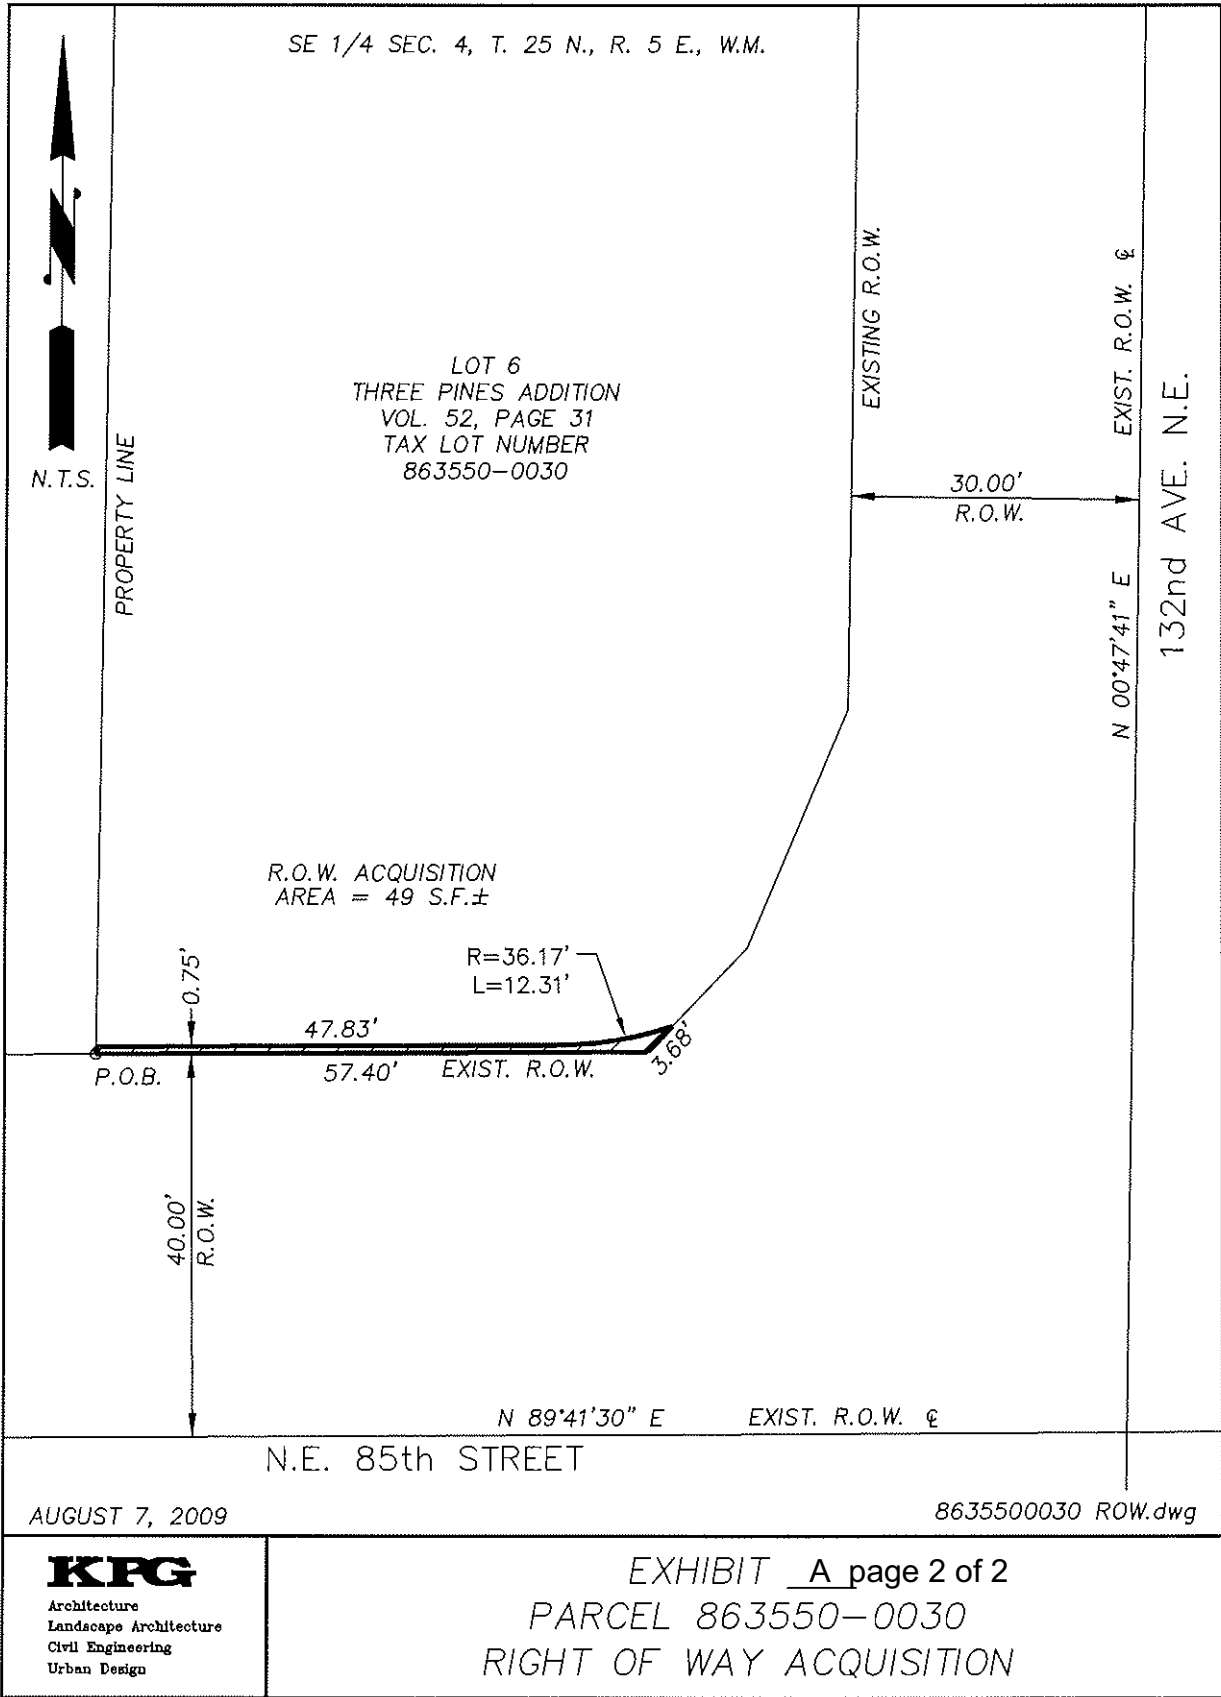 SE 1/4 SEC. 4, T. 25 N., R. 5 E., W.M.
N.T.S.
PROPERTY LINE
LOT 6
THREE PINES ADDITION
VOL. 52, PAGE 31
TAX LOT NUMBER
863550-0030
EXISTING R.O.W.
30.00'
R.O.W.
EXIST. R.O.W. ℄
N 00°47'41" E
132nd AVE. N.E.
R.O.W. ACQUISITION
AREA = 49 S.F.±
0.75'
R=36.17'
L=12.31'
47.83'
P.O.B.
57.40'
EXIST. R.O.W.
3.68'
40.00'
R.O.W.
N 89°41'30" E
EXIST. R.O.W. ℄
N.E. 85th STREET
AUGUST 7, 2009
8635500030 ROW.dwg
KPG
Architecture
Landscape Architecture
Civil Engineering
Urban Design
EXHIBIT A page 2 of 2
PARCEL 863550-0030
RIGHT OF WAY ACQUISITION